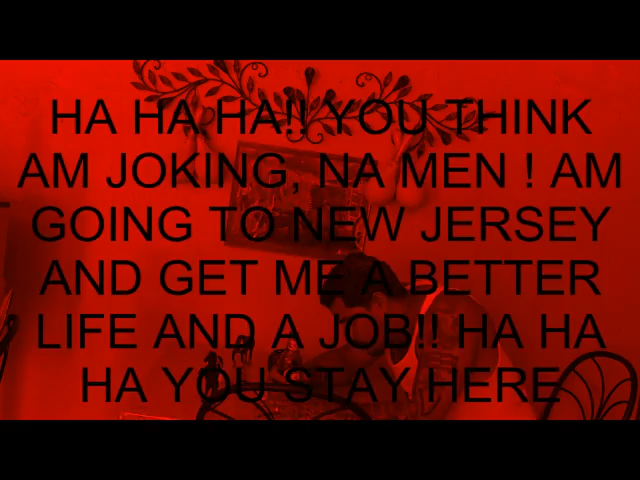 HA HA HA!! YOU THINK
AM JOKING, NA MEN ! AM
GOING TO NEW JERSEY
AND GET ME A BETTER
LIFE AND A JOB!! HA HA
HA YOU STAY HERE